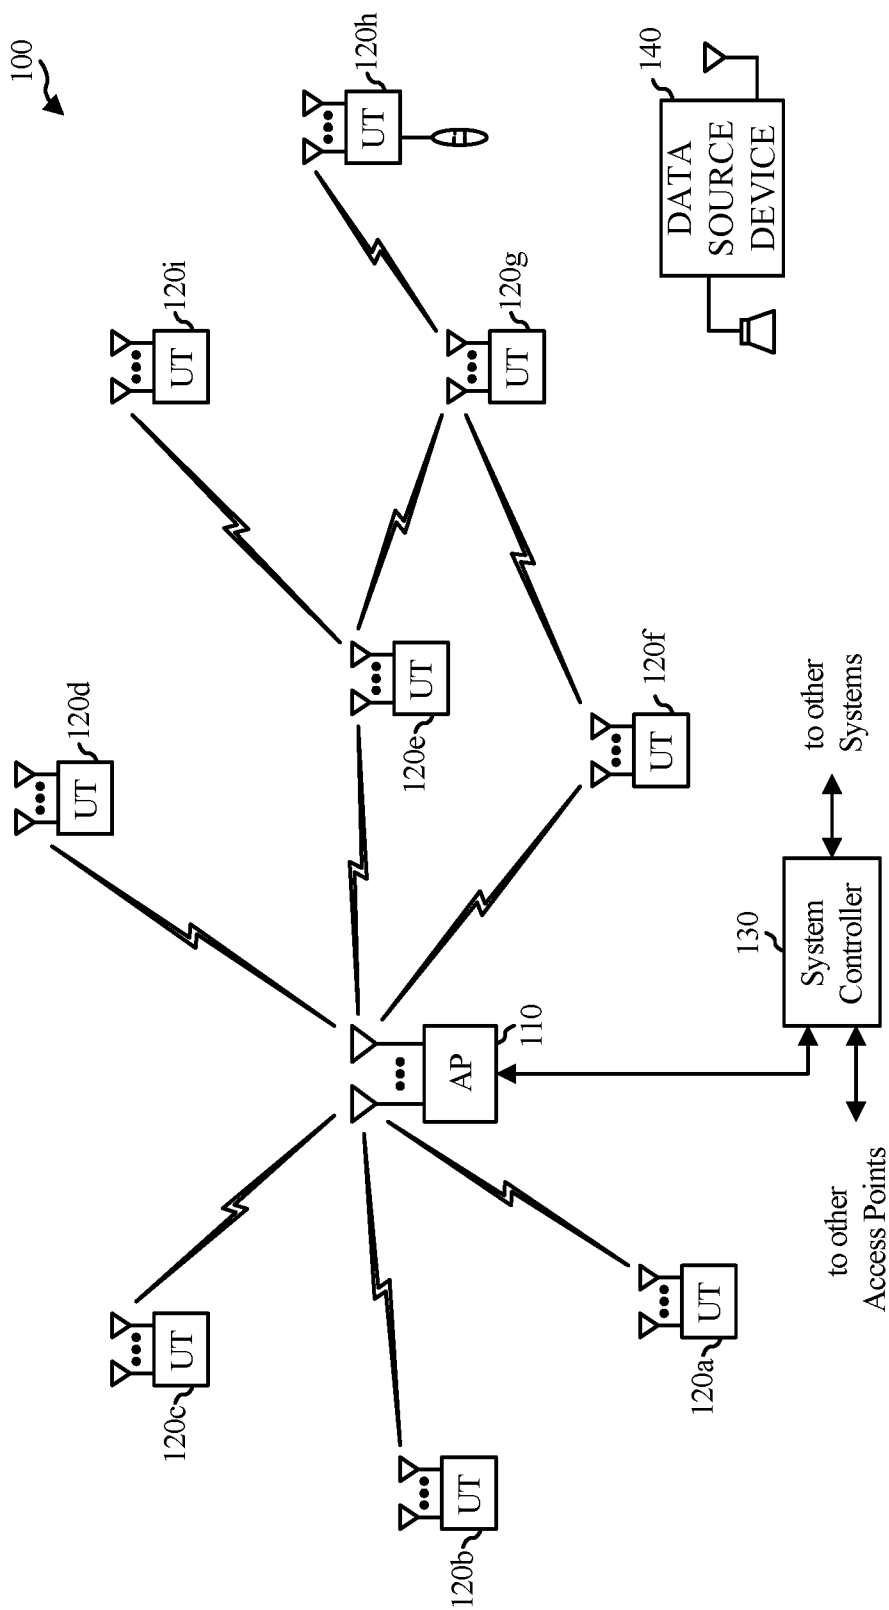 100
120d
UT
120i
UT
120c
UT
120h
UT
120e
UT
120g
UT
120b
UT
AP
110
120f
UT
120a
UT
140
DATA
SOURCE
DEVICE
130
System
Controller
to other
Systems
to other
Access Points